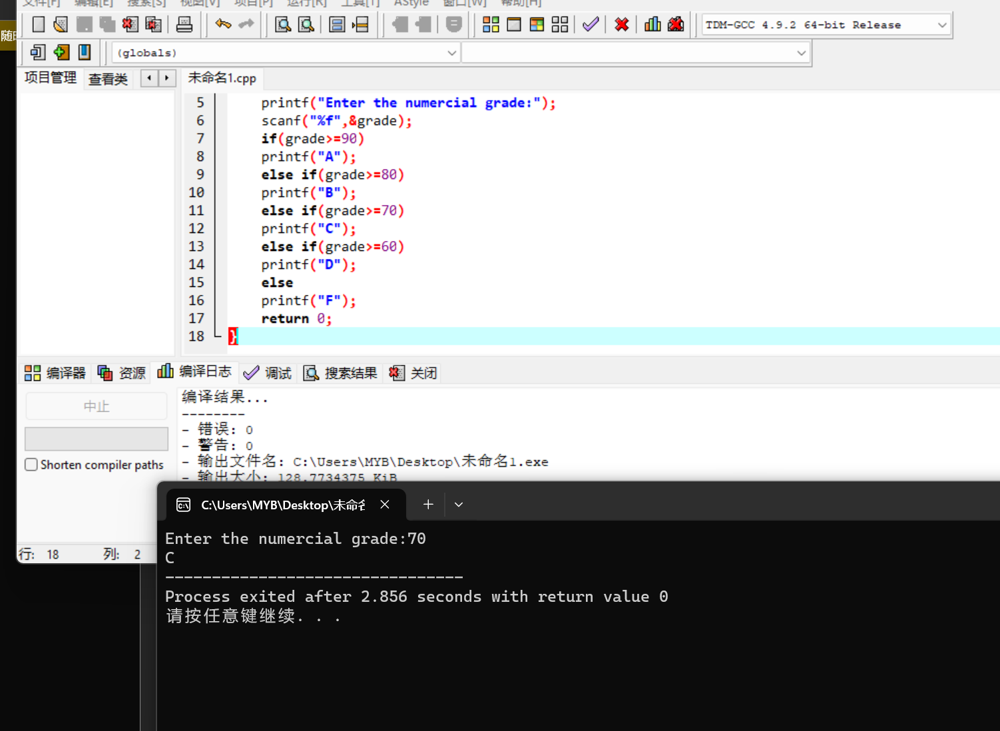 文件[F] 编辑[E] 搜索[S] 视图[V] 项目[P] 运行[R] 工具[T] AStyle 窗口[W] 帮助[H]
随
TDM-GCC 4.9.2 64-bit Release
(globals)
项目管理 查看类
未命名1.cpp
5 printf("Enter the numercial grade:");
6 scanf("%f",&grade);
7 if(grade>=90)
8 printf("A");
9 else if(grade>=80)
10 printf("B");
11 else if(grade>=70)
12 printf("C");
13 else if(grade>=60)
14 printf("D");
15 else
16 printf("F");
17 return 0;
18 }
编译器 资源 编译日志 调试 搜索结果 关闭
中止
Shorten compiler paths
编译结果...
--------
- 错误: 0
- 警告: 0
- 输出文件名: C:\Users\MYB\Desktop\未命名1.exe
- 输出大小: 128.7734375 KiB
行: 18 列: 2
C:\Users\MYB\Desktop\未命名
Enter the numercial grade:70
C
--------------------------------
Process exited after 2.856 seconds with return value 0
请按任意键继续. . .